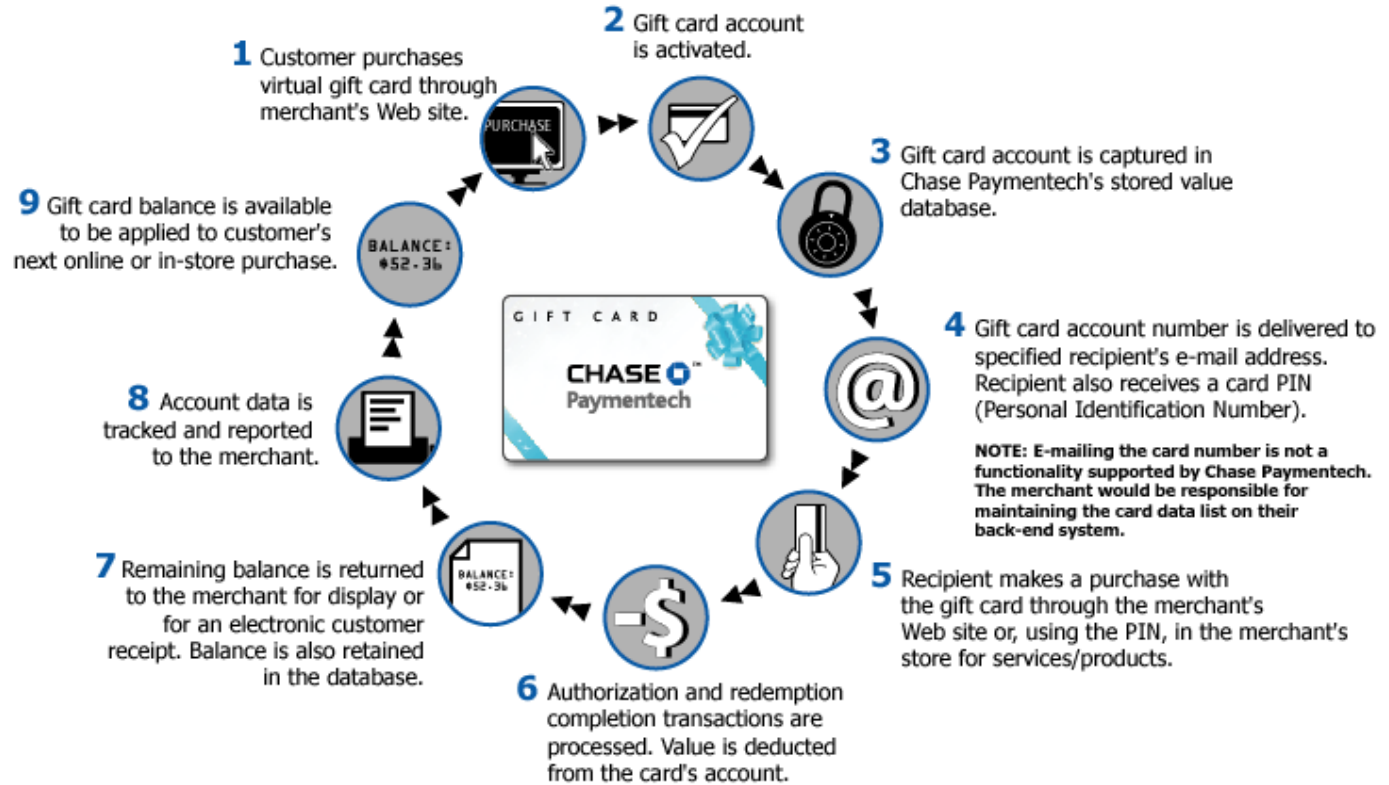 1 Customer purchases
virtual gift card through
merchant's Web site.
PURCHASE
2 Gift card account
is activated.
3 Gift card account is captured in
Chase Paymentech's stored value
database.
4 Gift card account number is delivered to
specified recipient's e-mail address.
Recipient also receives a card PIN
(Personal Identification Number).
NOTE: E-mailing the card number is not a
functionality supported by Chase Paymentech.
The merchant would be responsible for
maintaining the card data list on their
back-end system.
@
5 Recipient makes a purchase with
the gift card through the merchant's
Web site or, using the PIN, in the merchant's
store for services/products.
6 Authorization and redemption
completion transactions are
processed. Value is deducted
from the card's account.
-$
7 Remaining balance is returned
to the merchant for display or
for an electronic customer
receipt. Balance is also retained
in the database.
BALANCE:
$52.36
8 Account data is
tracked and reported
to the merchant.
9 Gift card balance is available
to be applied to customer's
next online or in-store purchase.
BALANCE:
$52.36
GIFT CARD
CHASE ™
Paymentech